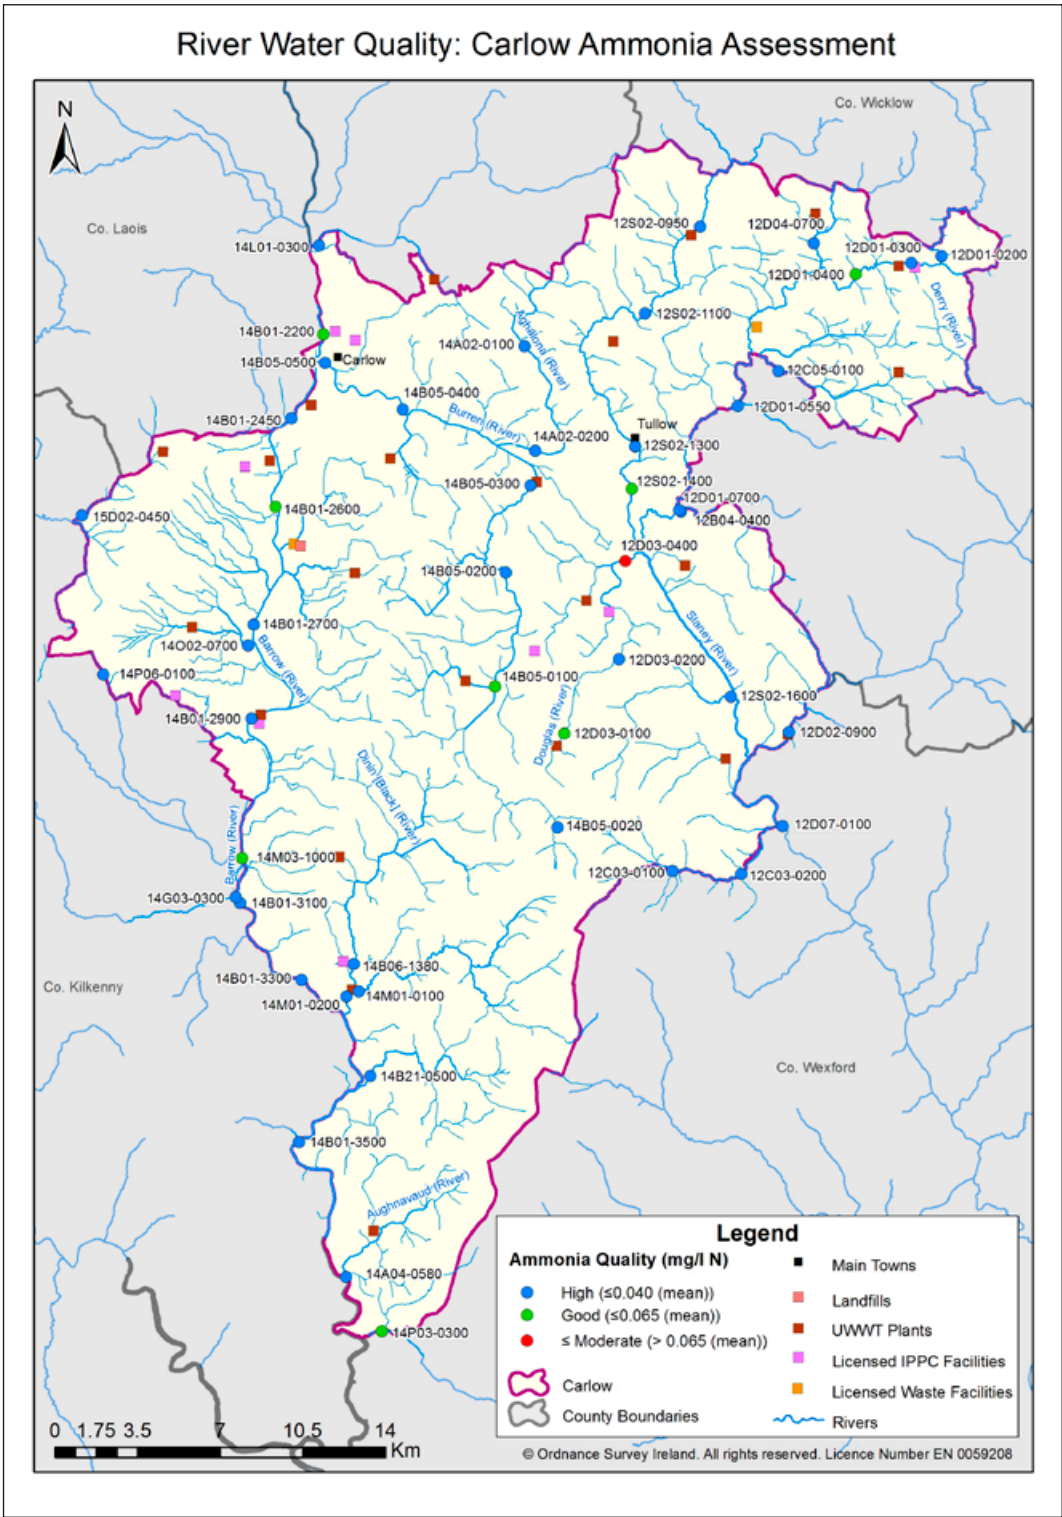 River Water Quality: Carlow Ammonia Assessment
N
Co. Wicklow
Co. Laois
12S02-0950
12D04-0700
14L01-0300
12D01-0300
12D01-0200
12D01-0400
Derry (River)
12S02-1100
14B01-2200
Aghalona (River)
14A02-0100
Carlow
14B05-0500
12C05-0100
14B05-0400
12D01-0550
Burren (River)
14B01-2450
Tullow
14A02-0200
12S02-1300
14B05-0300
12S02-1400
12D01-0700
14B01-2600
15D02-0450
12B04-0400
12D03-0400
14B05-0200
14B01-2700
Slaney (River)
14O02-0700
Barrow (River)
12D03-0200
14P06-0100
14B05-0100
12S02-1600
14B01-2900
Douglas (River)
12D03-0100
12D02-0900
Dinin [Black] (River)
14B05-0020
12D07-0100
Barrow (River)
14M03-1000
12C03-0100
12C03-0200
14G03-0300
14B01-3100
14B06-1380
14B01-3300
Co. Kilkenny
14M01-0100
14M01-0200
Co. Wexford
14B21-0500
14B01-3500
Aughnavaud (River)
14A04-0580
14P03-0300
Legend
Ammonia Quality (mg/l N)
High (≤0.040 (mean))
Good (≤0.065 (mean))
≤ Moderate (> 0.065 (mean))
Carlow
County Boundaries
Main Towns
Landfills
UWWT Plants
Licensed IPPC Facilities
Licensed Waste Facilities
Rivers
0 1.75 3.5 7 10.5 14
Km
© Ordnance Survey Ireland. All rights reserved. Licence Number EN 0059208